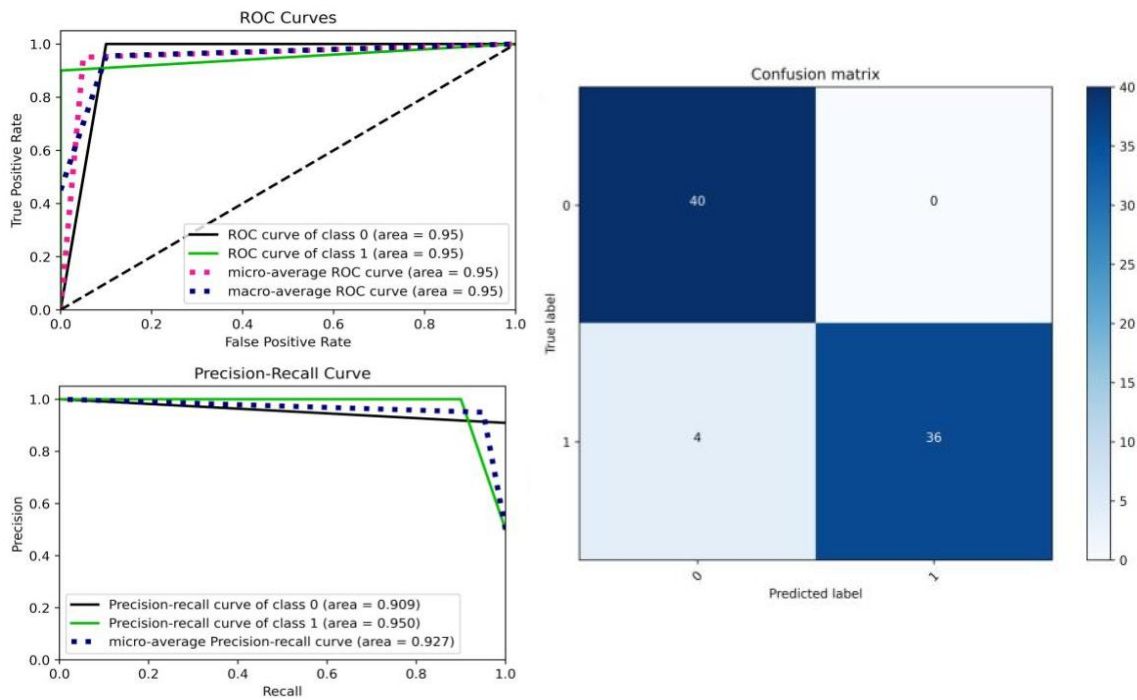 ROC Curves
1.0
0.8
0.6
0.4
0.2
0.0
True Positive Rate
ROC curve of class 0 (area = 0.95)
ROC curve of class 1 (area = 0.95)
micro-average ROC curve (area = 0.95)
macro-average ROC curve (area = 0.95)
0.0 0.2 0.4 0.6 0.8 1.0
False Positive Rate
Precision-Recall Curve
1.0
0.8
0.6
0.4
0.2
0.0
Precision
Precision-recall curve of class 0 (area = 0.909)
Precision-recall curve of class 1 (area = 0.950)
micro-average Precision-recall curve (area = 0.927)
0.0 0.2 0.4 0.6 0.8 1.0
Recall
Confusion matrix
True label
0
1
40 0
4 36
0 1
Predicted label
40
35
30
25
20
15
10
5
0